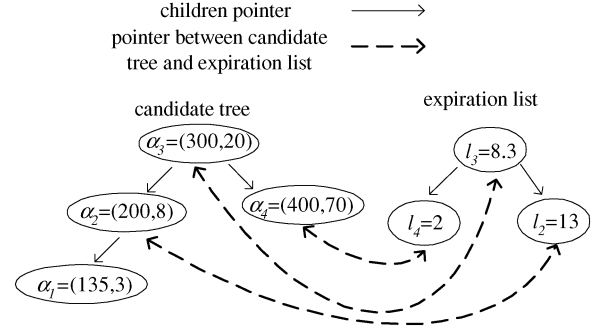 children pointer
pointer between candidate
tree and expiration list
candidate tree
expiration list
α₃=(300,20)
l₃=8.3
α₂=(200,8)
α₄=(400,70)
l₄=2
l₂=13
α₁=(135,3)